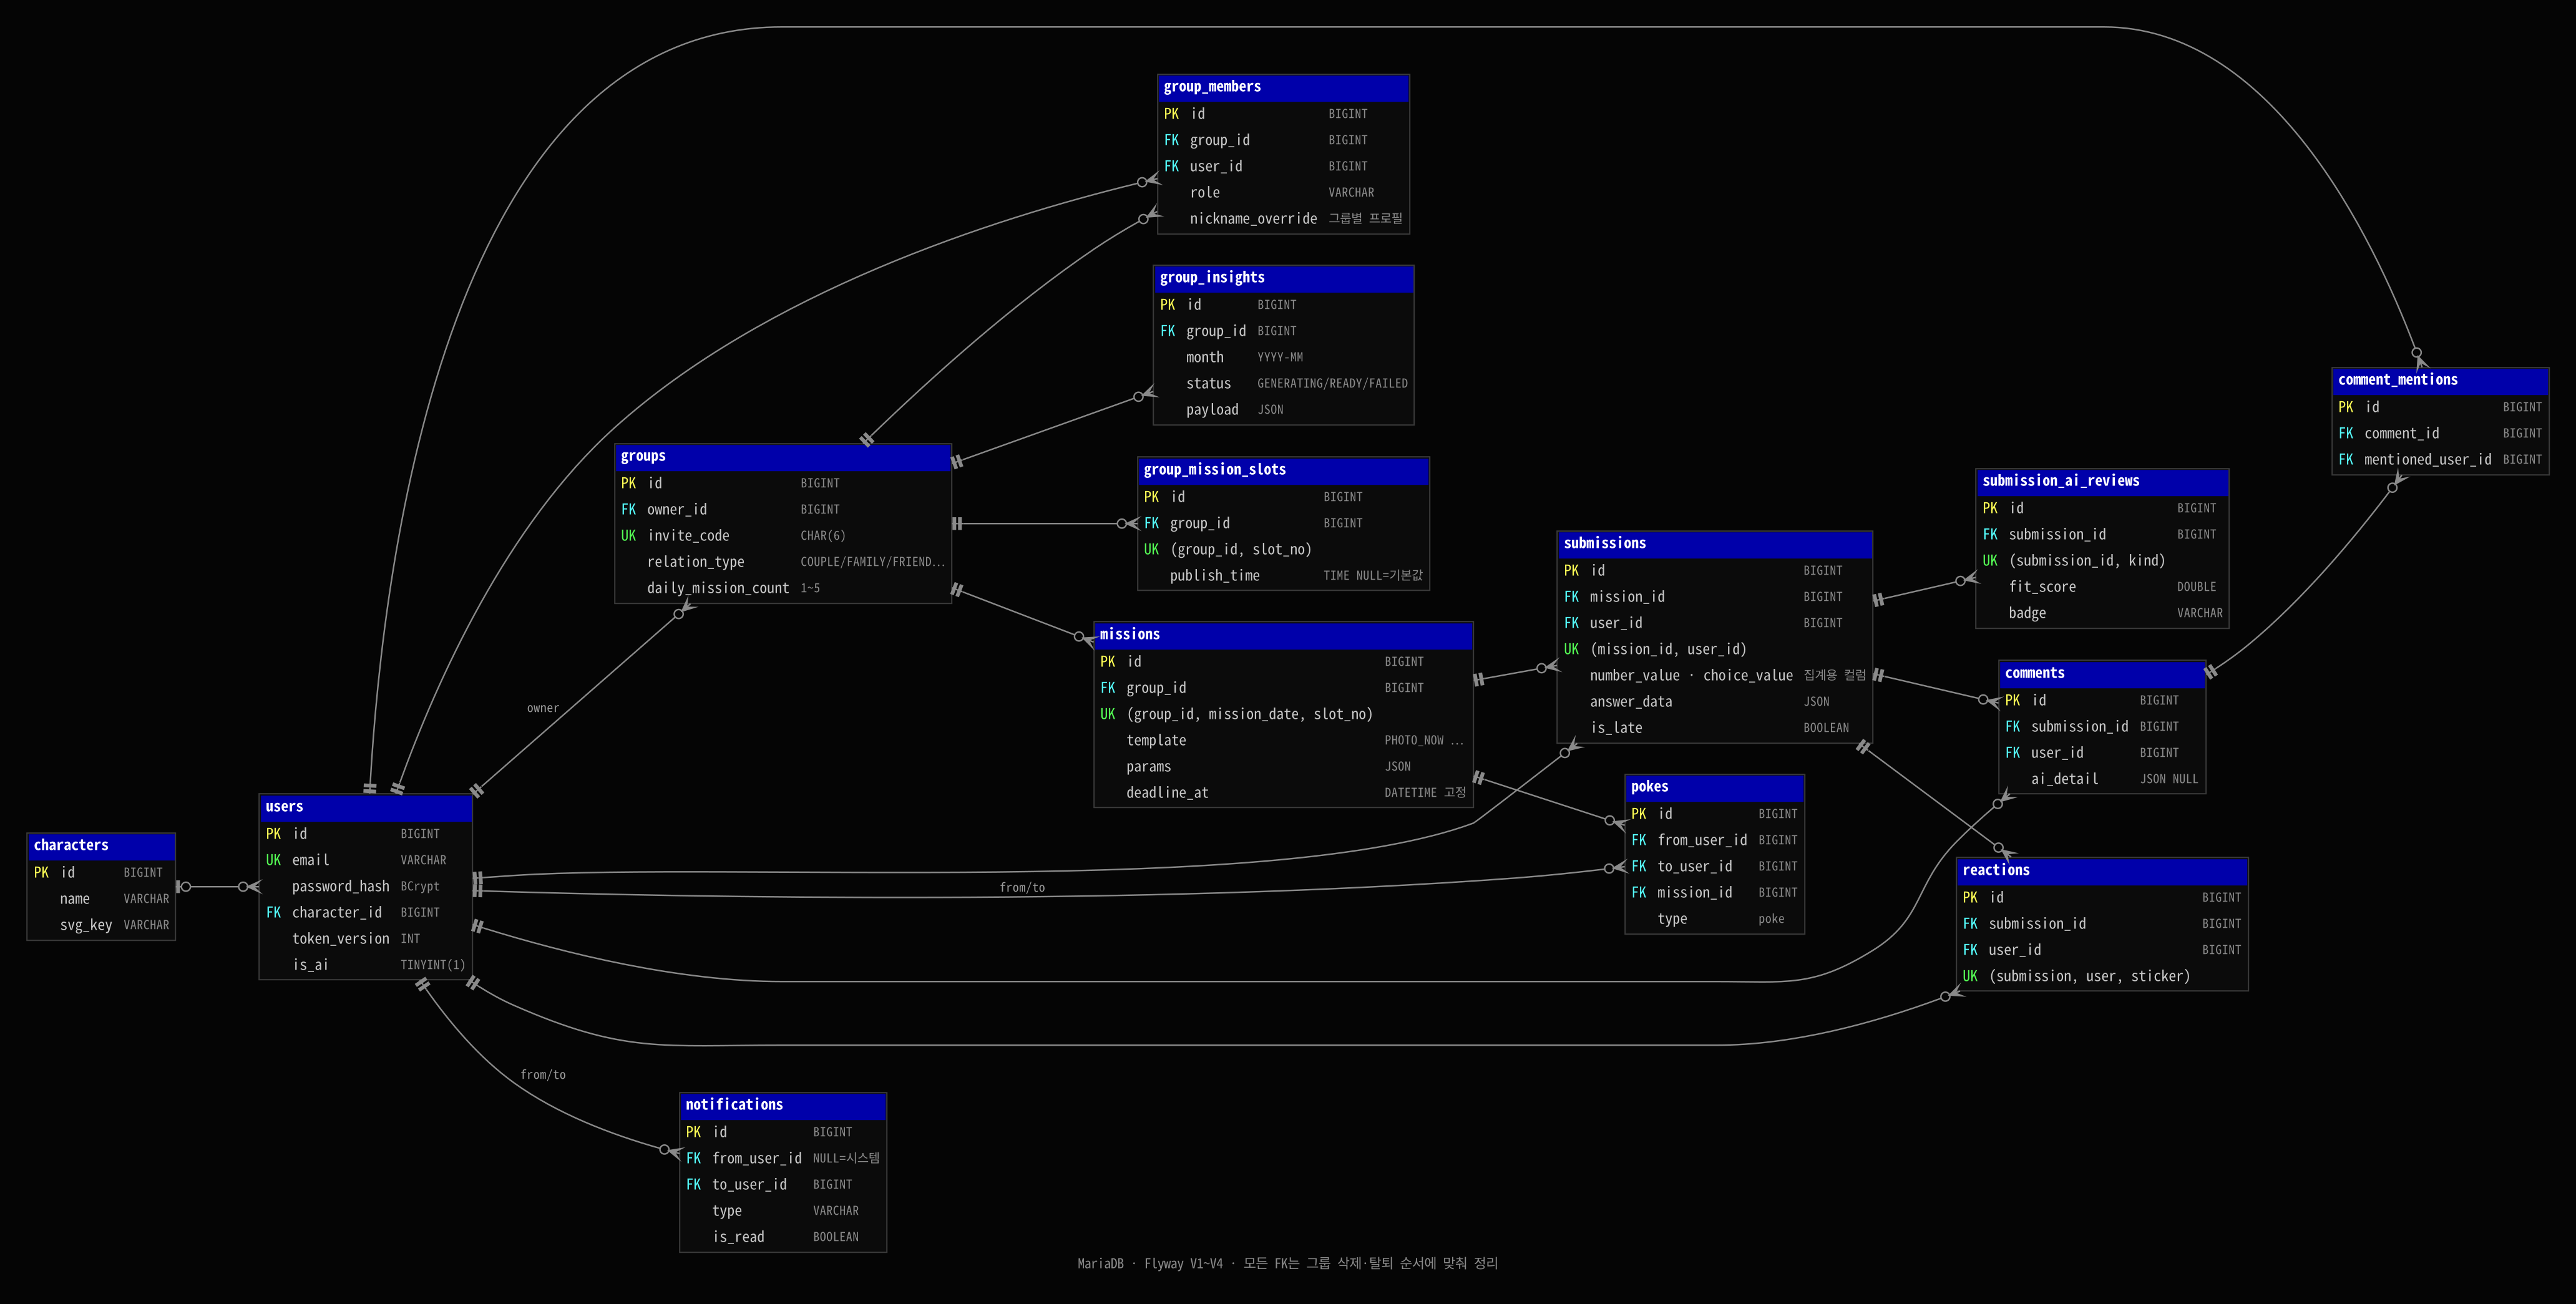 group_members
PK id BIGINT
FK group_id BIGINT
FK user_id BIGINT
role VARCHAR
nickname_override 그룹별 프로필
group_insights
PK id BIGINT
FK group_id BIGINT
month YYYY-MM
status GENERATING/READY/FAILED
payload JSON
comment_mentions
PK id BIGINT
FK comment_id BIGINT
FK mentioned_user_id BIGINT
groups
PK id BIGINT
FK owner_id BIGINT
UK invite_code CHAR(6)
relation_type COUPLE/FAMILY/FRIEND...
daily_mission_count 1~5
group_mission_slots
PK id BIGINT
FK group_id BIGINT
UK (group_id, slot_no)
publish_time TIME NULL=기본값
submission_ai_reviews
PK id BIGINT
FK submission_id BIGINT
UK (submission_id, kind)
fit_score DOUBLE
badge VARCHAR
submissions
PK id BIGINT
FK mission_id BIGINT
FK user_id BIGINT
UK (mission_id, user_id)
number_value · choice_value 집계용 컬럼
answer_data JSON
is_late BOOLEAN
missions
PK id BIGINT
FK group_id BIGINT
UK (group_id, mission_date, slot_no)
template PHOTO_NOW ...
params JSON
deadline_at DATETIME 고정
comments
PK id BIGINT
FK submission_id BIGINT
FK user_id BIGINT
ai_detail JSON NULL
owner
pokes
PK id BIGINT
FK from_user_id BIGINT
FK to_user_id BIGINT
FK mission_id BIGINT
type poke
users
PK id BIGINT
UK email VARCHAR
password_hash BCrypt
FK character_id BIGINT
token_version INT
is_ai TINYINT(1)
characters
PK id BIGINT
name VARCHAR
svg_key VARCHAR
from/to
reactions
PK id BIGINT
FK submission_id BIGINT
FK user_id BIGINT
UK (submission, user, sticker)
from/to
notifications
PK id BIGINT
FK from_user_id NULL=시스템
FK to_user_id BIGINT
type VARCHAR
is_read BOOLEAN
MariaDB · Flyway V1~V4 · 모든 FK는 그룹 삭제·탈퇴 순서에 맞춰 정리